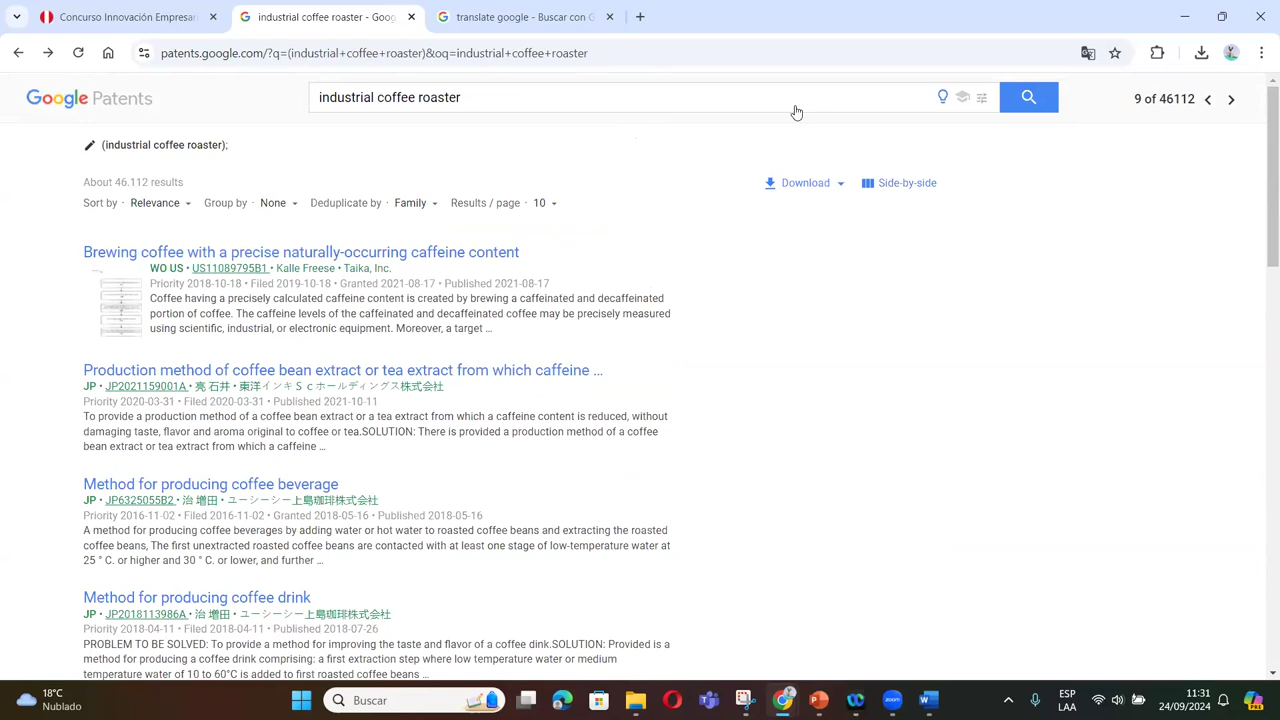 Concurso Innovación Empresar
industrial coffee roaster - Goog
translate google - Buscar con G
patents.google.com/?q=(industrial+coffee+roaster)&oq=industrial+coffee+roaster
Google Patents
industrial coffee roaster
9 of 46112
(industrial coffee roaster);
About 46.112 results
Download
Side-by-side
Sort by · Relevance
Group by · None
Deduplicate by · Family
Results / page · 10
Brewing coffee with a precise naturally-occurring caffeine content
WO US • US11089795B1 • Kalle Freese • Taika, Inc.
Priority 2018-10-18 • Filed 2019-10-18 • Granted 2021-08-17 • Published 2021-08-17
Coffee having a precisely calculated caffeine content is created by brewing a caffeinated and decaffeinated
portion of coffee. The caffeine levels of the caffeinated and decaffeinated coffee may be precisely measured
using scientific, industrial, or electronic equipment. Moreover, a target ...
Production method of coffee bean extract or tea extract from which caffeine ...
JP • JP2021159001A • 亮 石井 • 東洋インキＳｃホールディングス株式会社
Priority 2020-03-31 • Filed 2020-03-31 • Published 2021-10-11
To provide a production method of a coffee bean extract or a tea extract from which a caffeine content is reduced, without
damaging taste, flavor and aroma original to coffee or tea.SOLUTION: There is provided a production method of a coffee
bean extract or tea extract from which a caffeine ...
Method for producing coffee beverage
JP • JP6325055B2 • 治 増田 • ユーシーシー上島珈琲株式会社
Priority 2016-11-02 • Filed 2016-11-02 • Granted 2018-05-16 • Published 2018-05-16
A method for producing coffee beverages by adding water or hot water to roasted coffee beans and extracting the roasted
coffee beans, The first unextracted roasted coffee beans are contacted with at least one stage of low-temperature water at
25 ° C. or higher and 30 ° C. or lower, and further ...
Method for producing coffee drink
JP • JP2018113986A • 治 増田 • ユーシーシー上島珈琲株式会社
Priority 2018-04-11 • Filed 2018-04-11 • Published 2018-07-26
PROBLEM TO BE SOLVED: To provide a method for improving the taste and flavor of a coffee dink.SOLUTION: Provided is a
method for producing a coffee drink comprising: a first extraction step where low temperature water or medium
temperature water of 10 to 60°C is added to first roasted coffee beans ...
18°C
Nublado
Buscar
ESP
LAA
11:31
24/09/2024